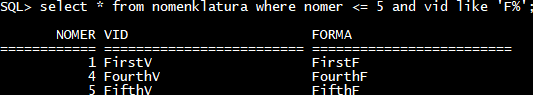 SQL> select * from nomenklatura where nomer <= 5 and vid like 'F%';
NOMER VID FORMA
============ ========================= =========================
1 FirstV FirstF
4 FourthV FourthF
5 FifthV FifthF